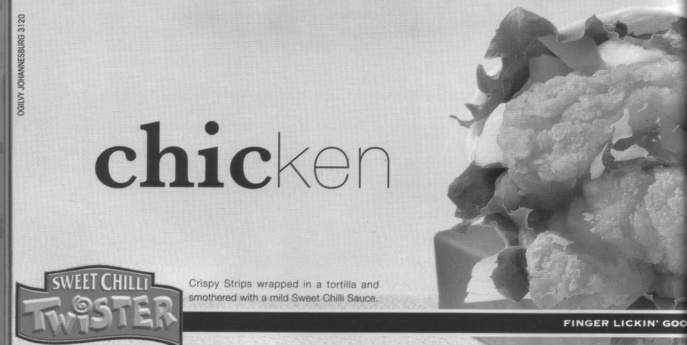 OGILVY JOHANNESBURG 3120
chicken
SWEET CHILLI
TWISTER
Crispy Strips wrapped in a tortilla and
smothered with a mild Sweet Chilli Sauce.
FINGER LICKIN' GOO